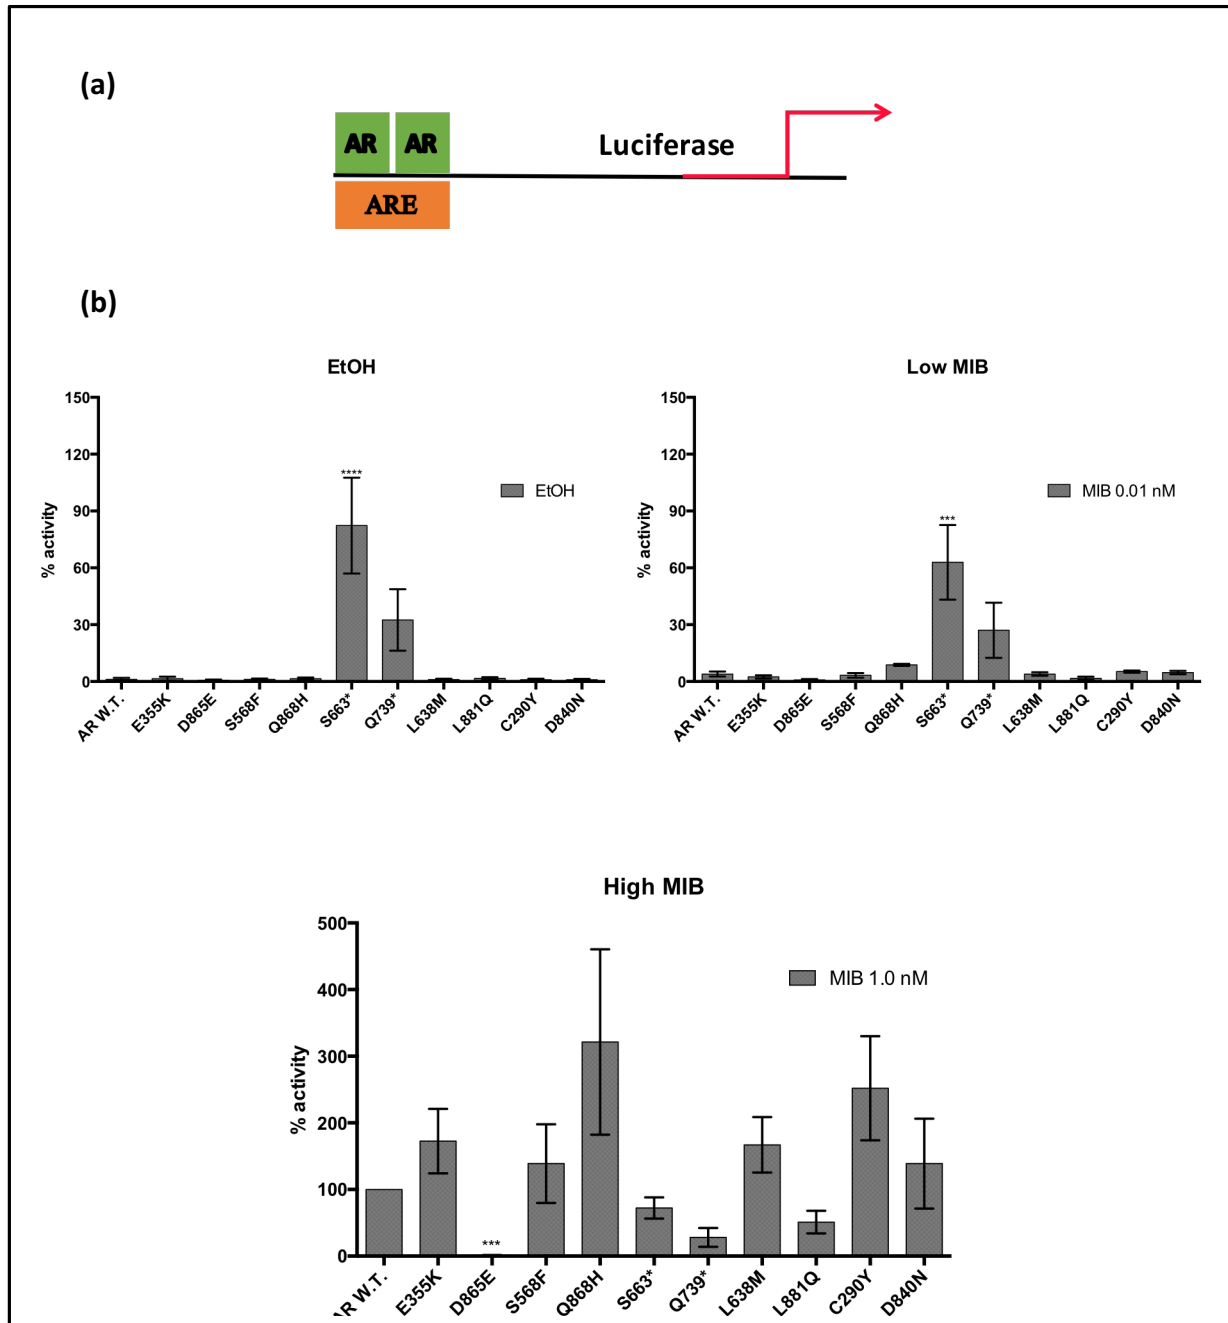 (a)
AR AR
Luciferase
ARE
(b)
EtOH
150
120
90
60
30
0
% activity
****
EtOH
AR W.T.
E355K
D865E
S568F
Q868H
S663*
Q739*
L638M
L881Q
C290Y
D840N
Low MIB
150
120
90
60
30
0
% activity
***
MIB 0.01 nM
AR W.T.
E355K
D865E
S568F
Q868H
S663*
Q739*
L638M
L881Q
C290Y
D840N
High MIB
500
400
300
200
100
0
% activity
***
MIB 1.0 nM
AR W.T.
E355K
D865E
S568F
Q868H
S663*
Q739*
L638M
L881Q
C290Y
D840N